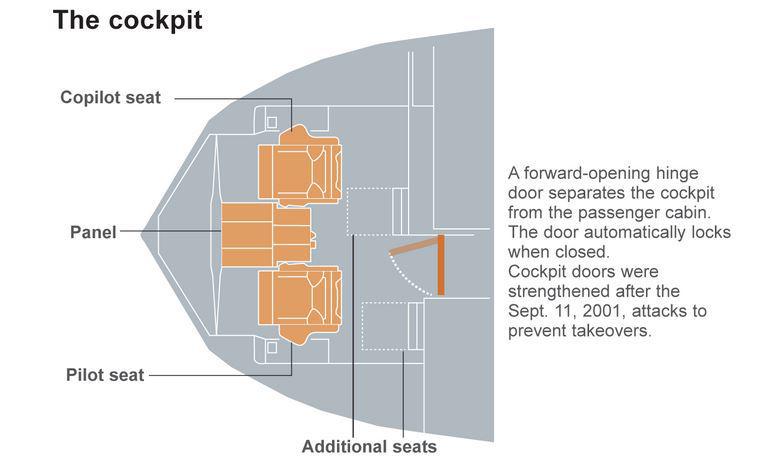 The cockpit
Copilot seat
Panel
Pilot seat
Additional seats
A forward-opening hinge
door separates the cockpit
from the passenger cabin.
The door automatically locks
when closed.
Cockpit doors were
strengthened after the
Sept. 11, 2001, attacks to
prevent takeovers.